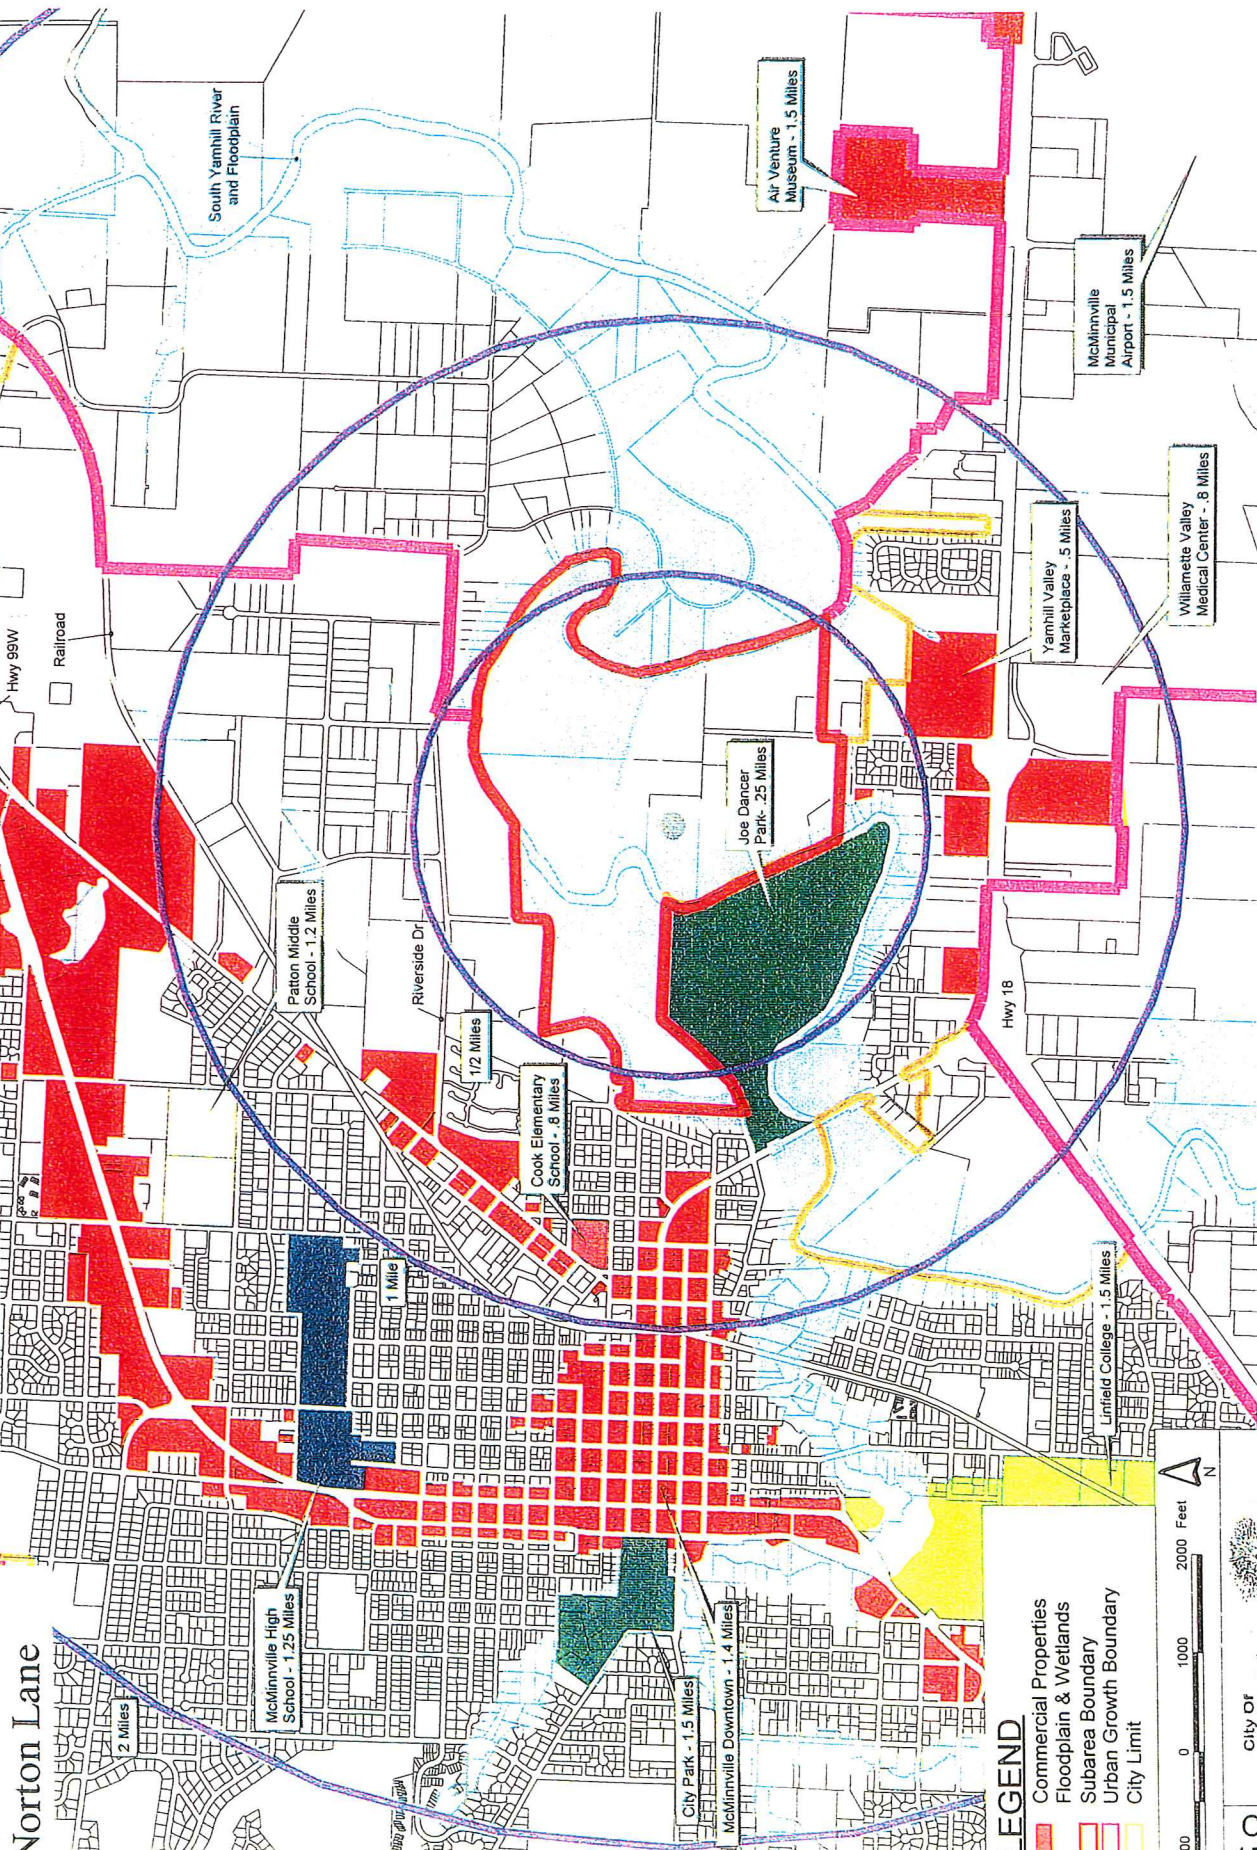 Norton Lane
2 Miles
McMinnville High
School - 1.25 Miles
1 Mile
Patton Middle
School - 1.2 Miles
Riverside Dr
1/2 Miles
Cook Elementary
School - .8 Miles
Hwy 99W
Railroad
South Yamhill River
and Floodplain
Air Venture
Museum - 1.5 Miles
McMinnville
Municipal
Airport - 1.5 Miles
Joe Dancer
Park- .25 Miles
Yamhill Valley
Marketplace - .5 Miles
Willamette Valley
Medical Center - .8 Miles
Hwy 18
City Park - 1.5 Miles
McMinnville Downtown - 1.4 Miles
Linfield College - 1.5 Miles
LEGEND
Commercial Properties
Floodplain & Wetlands
Subarea Boundary
Urban Growth Boundary
City Limit
0 1000 2000 Feet
N
City Of